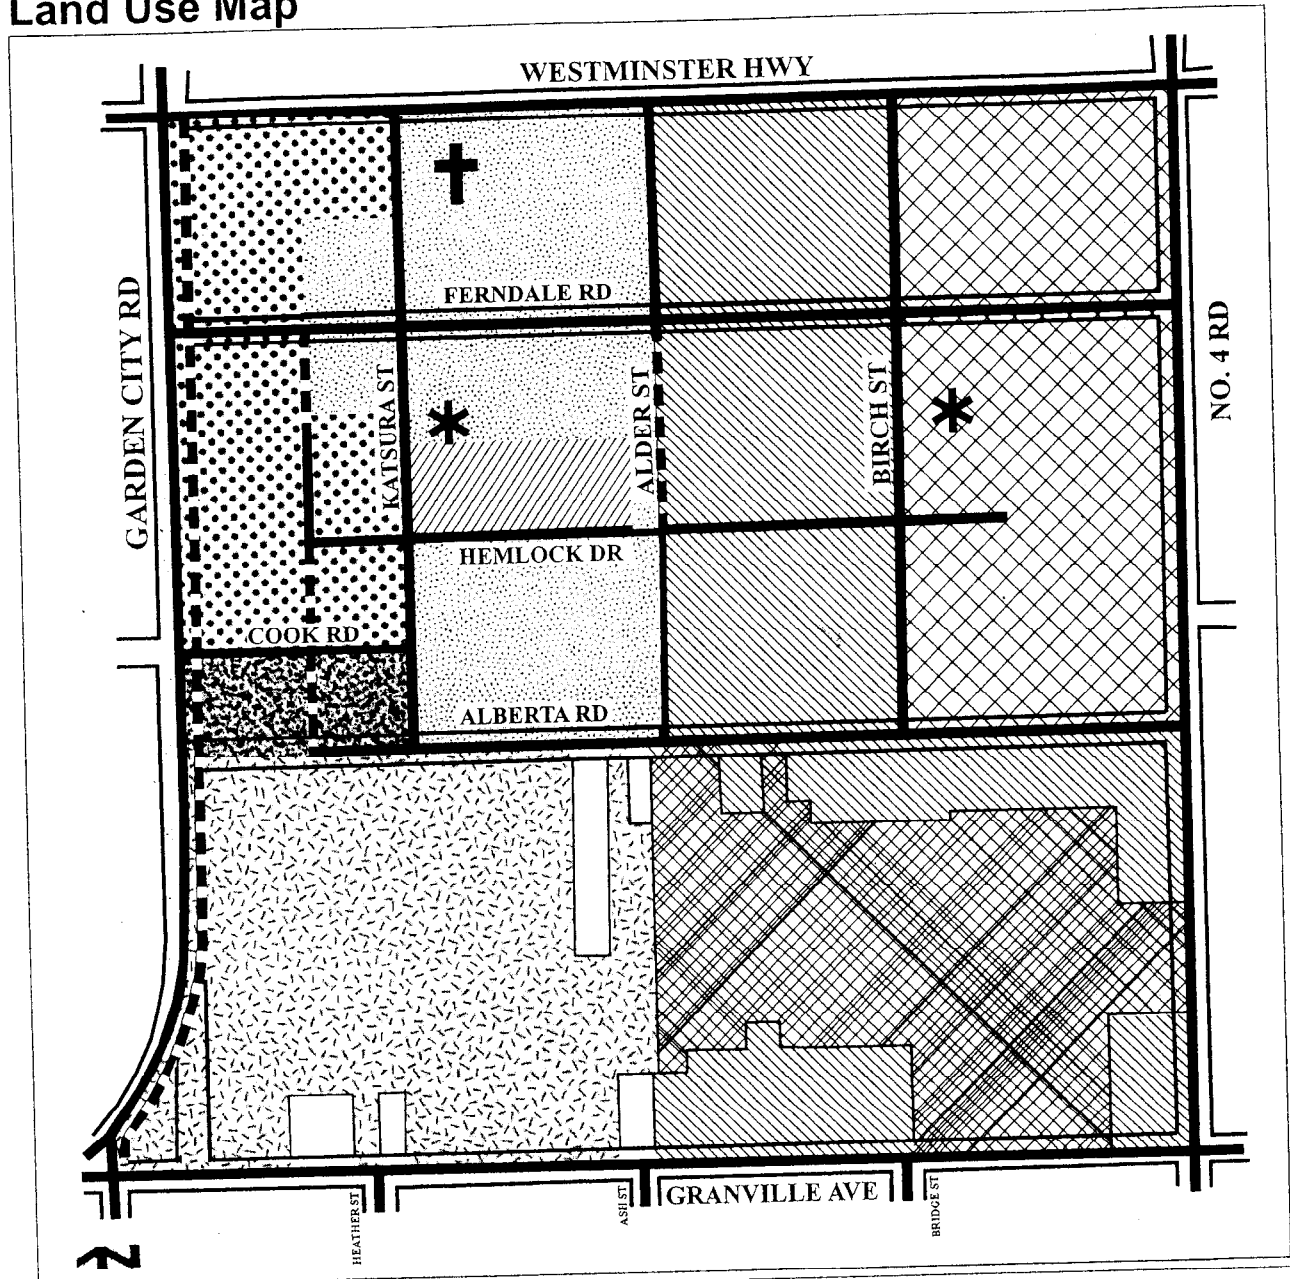 Land Use Map
WESTMINSTER HWY
FERNDALE RD
GARDEN CITY RD
KATSURA ST
ALDER ST
BIRCH ST
NO. 4 RD
HEMLOCK DR
COOK RD
ALBERTA RD
GRANVILLE AVE
HEATHER ST
ASH ST
BRIDGE ST